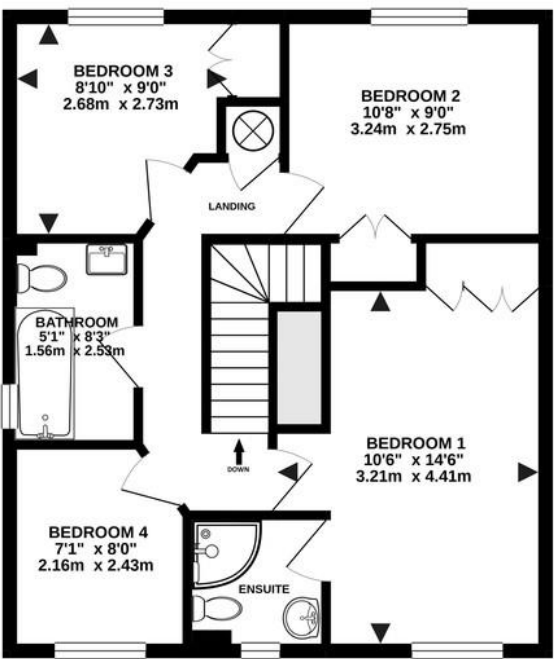 BEDROOM 3
8'10" x 9'0"
2.68m x 2.73m
BEDROOM 2
10'8" x 9'0"
3.24m x 2.75m
LANDING
BATHROOM
5'1" x 8'3"
1.56m x 2.53m
DOWN
BEDROOM 1
10'6" x 14'6"
3.21m x 4.41m
BEDROOM 4
7'1" x 8'0"
2.16m x 2.43m
ENSUITE